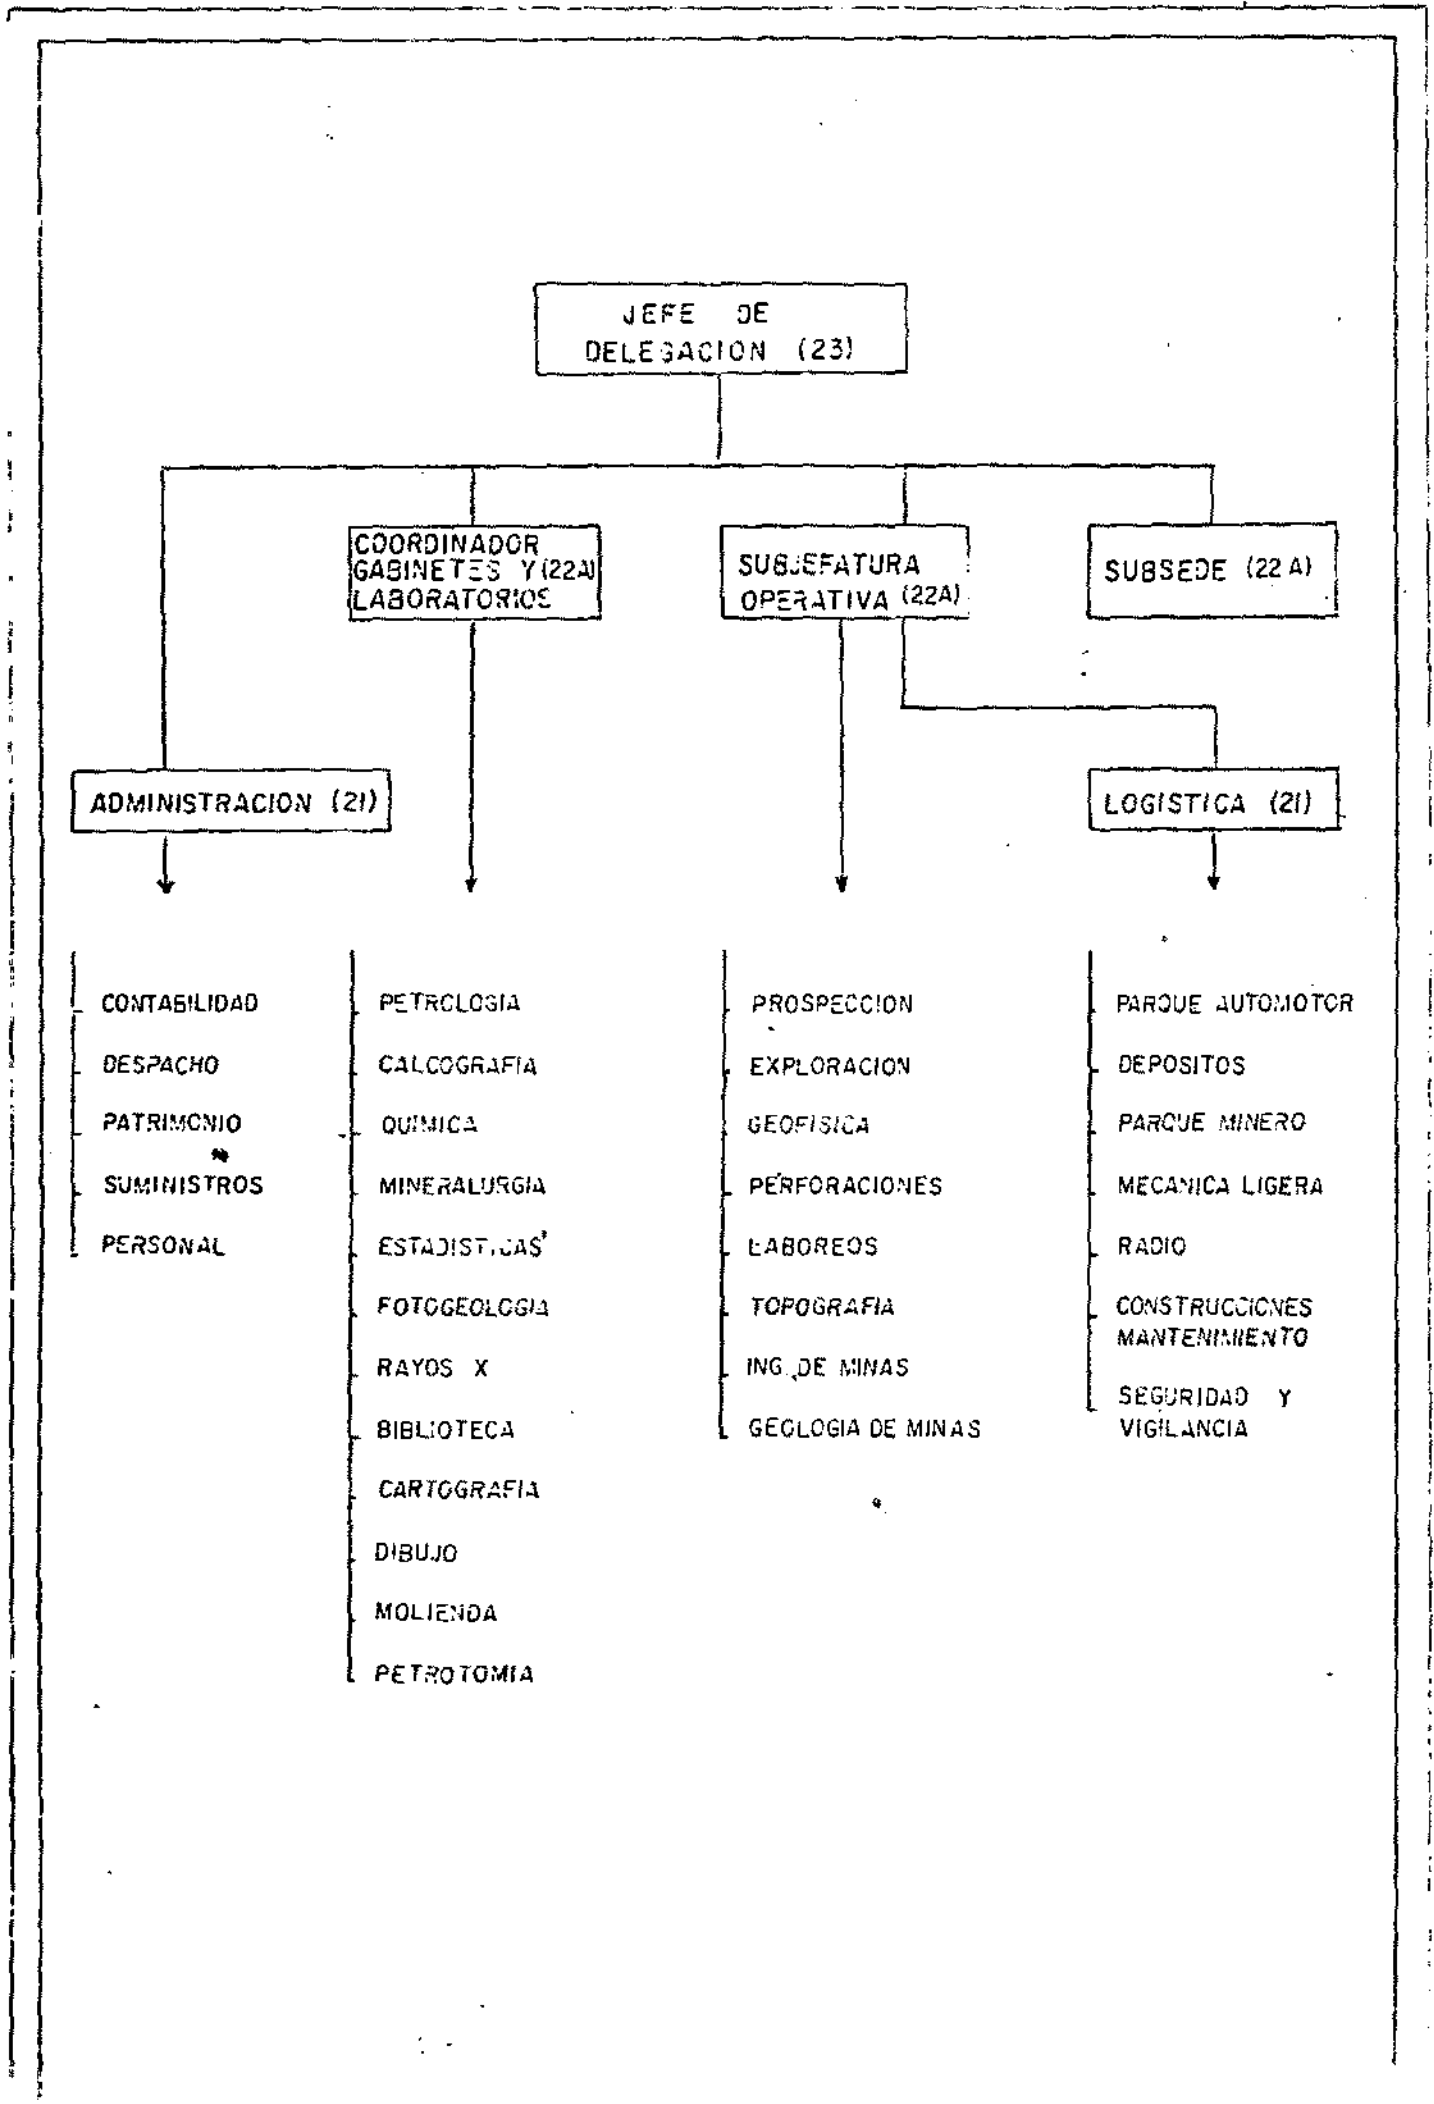 JEFE DE
DELEGACION (23)
COORDINADOR
GABINETES Y (22A)
LABORATORIOS
SUBJEFATURA
OPERATIVA (22A)
SUBSEDE (22 A)
ADMINISTRACION (21)
LOGISTICA (21)
CONTABILIDAD
DESPACHO
PATRIMONIO
SUMINISTROS
PERSONAL
PETROLOGIA
CALCOGRAFIA
QUIMICA
MINERALURGIA
ESTADISTICAS
FOTOGEOLOGIA
RAYOS X
BIBLIOTECA
CARTOGRAFIA
DIBUJO
MOLIENDA
PETROTOMIA
PROSPECCION
EXPLORACION
GEOFISICA
PERFORACIONES
LABOREOS
TOPOGRAFIA
ING. DE MINAS
GEOLOGIA DE MINAS
PARQUE AUTOMOTOR
DEPOSITOS
PARQUE MINERO
MECANICA LIGERA
RADIO
CONSTRUCCIONES
MANTENIMIENTO
SEGURIDAD Y
VIGILANCIA